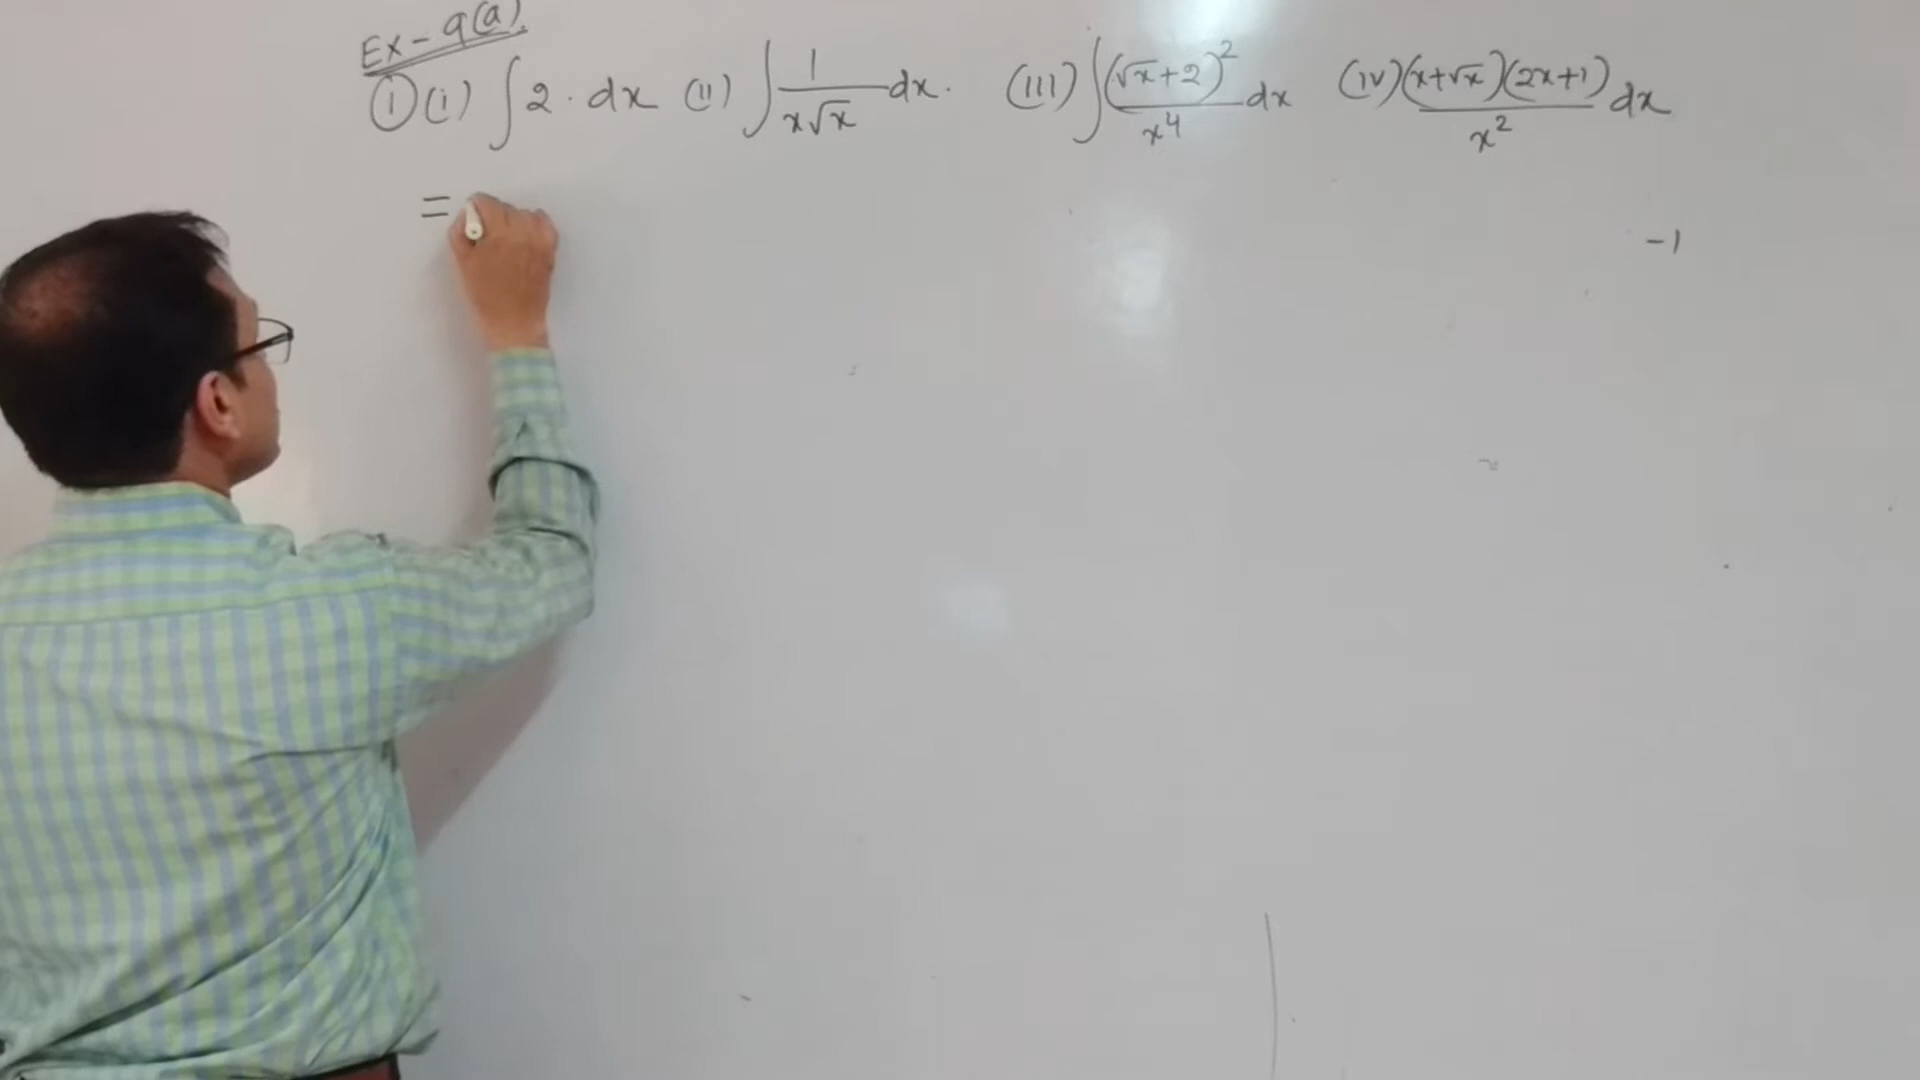 Ex-9(a).
① (i) ∫2·dx (ii) ∫1/(x√x) dx. (iii) ∫(√x+2)²/x⁴ dx (iv) (x+√x)(2x+1)/x² dx
=
-1